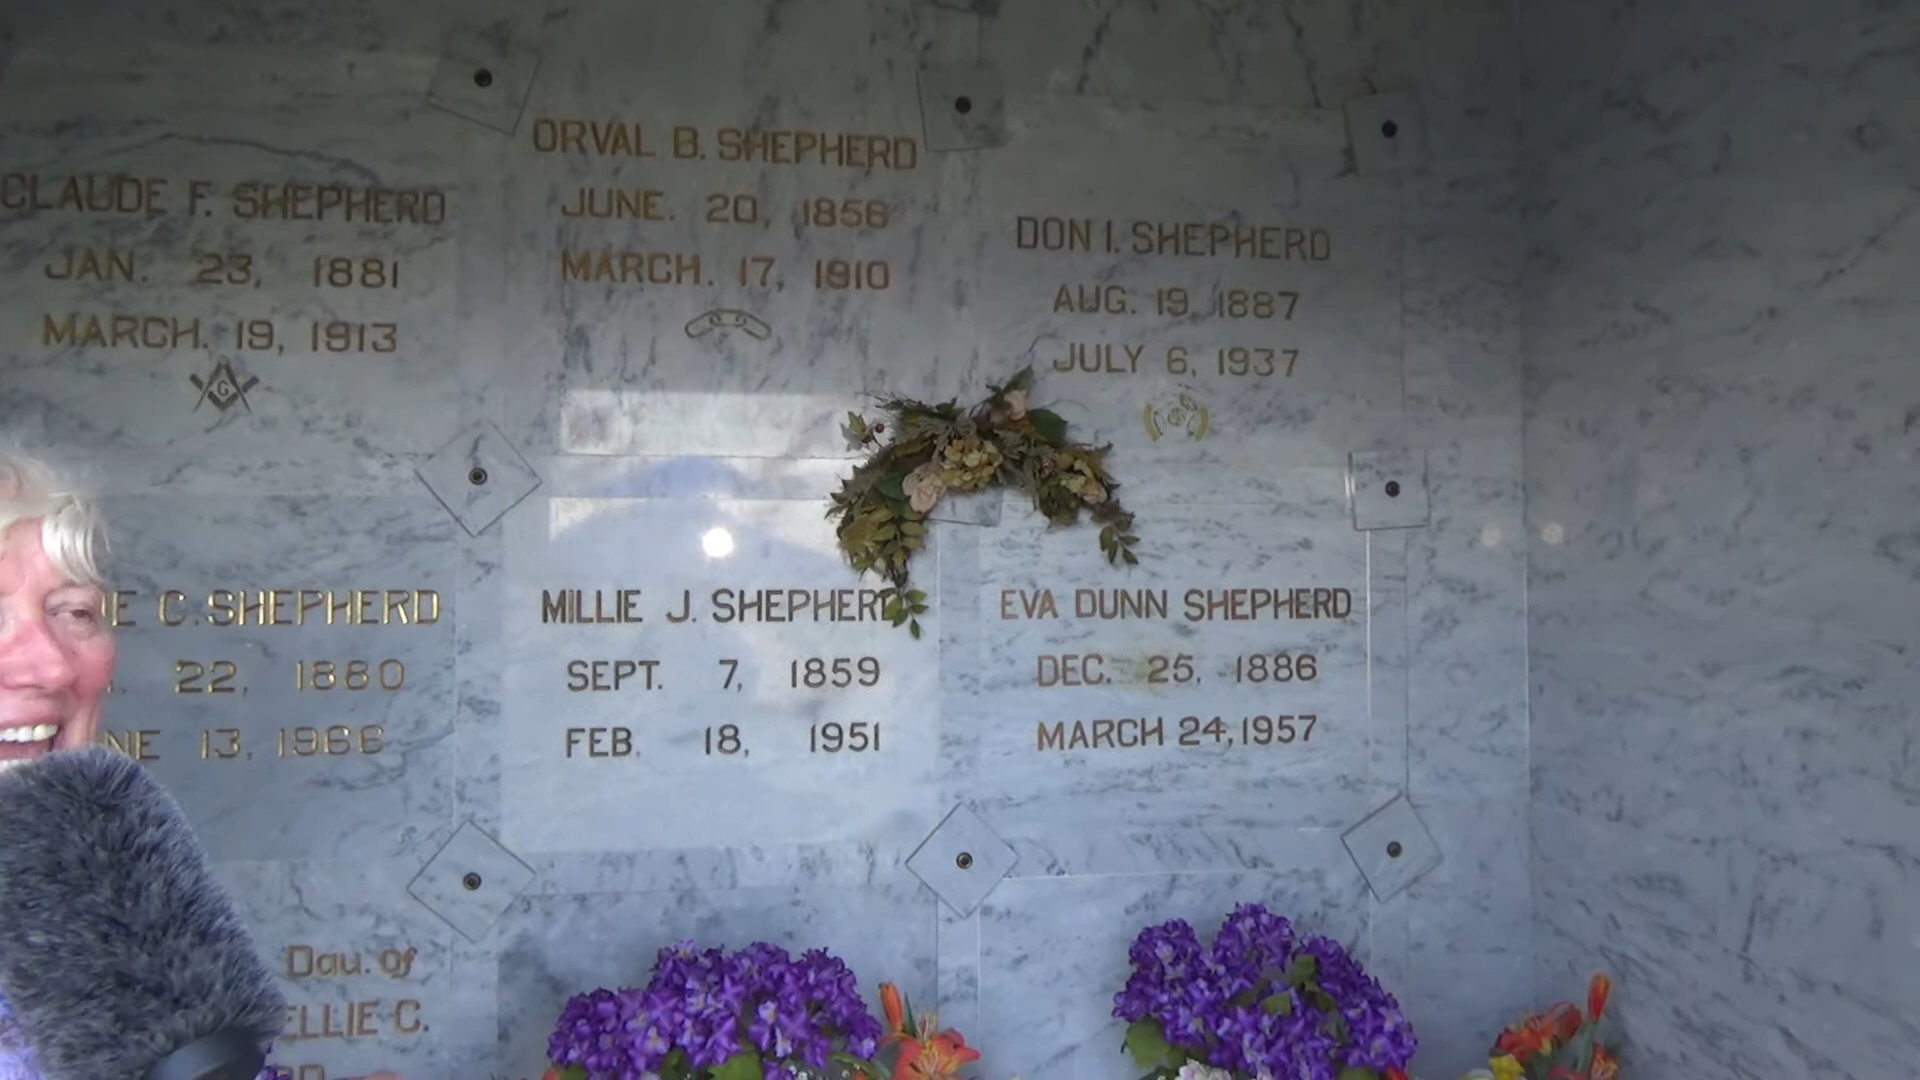 CLAUDE F. SHEPHERD
JAN. 23, 1881
MARCH. 19, 1913
G
ORVAL B. SHEPHERD
JUNE. 20, 1856
MARCH. 17, 1910
DON I. SHEPHERD
AUG. 19, 1887
JULY 6, 1937
C. SHEPHERD
22, 1880
13, 1966
MILLIE J. SHEPHERD
SEPT. 7, 1859
FEB. 18, 1951
EVA DUNN SHEPHERD
DEC. 25, 1886
MARCH 24, 1957
Dau. of
ELLIE C.